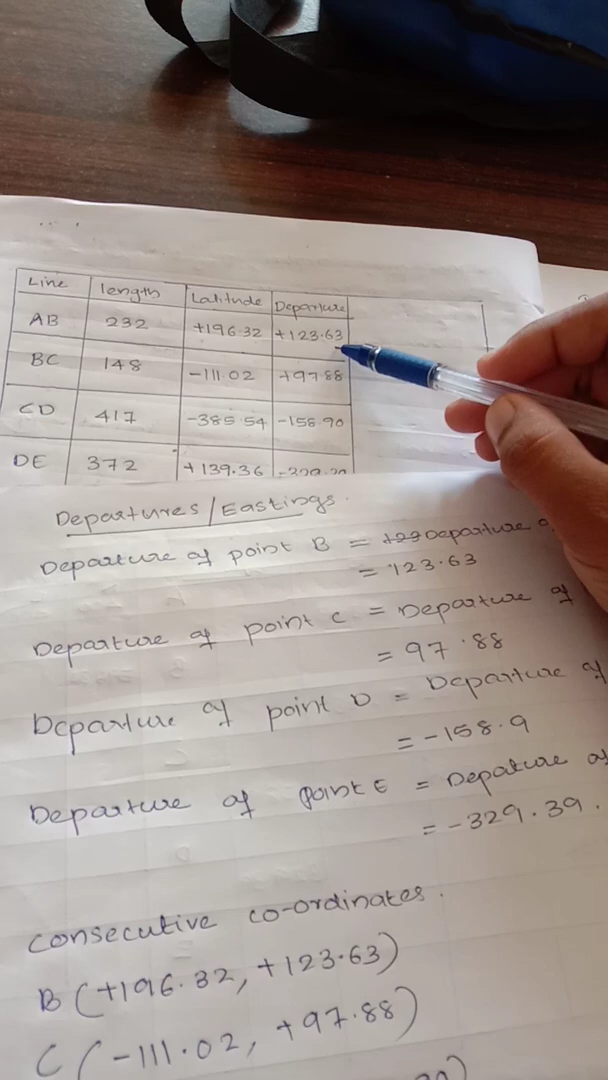 Line length Latitude Departure
AB 232 +196.32 +123.63
BC 148 -111.02 +97.88
CD 417 -385.54 -158.90
DE 372 +139.36
Departures/Eastings.
Departure of point B = Departure
= 123.63
Departure of point C = Departure of
= 97.88
Departure of point D = Departure of
= -158.9
Departure of point E = Depature of
= -329.39.
consecutive co-ordinates.
B (+196.32, +123.63)
C (-111.02, +97.88)